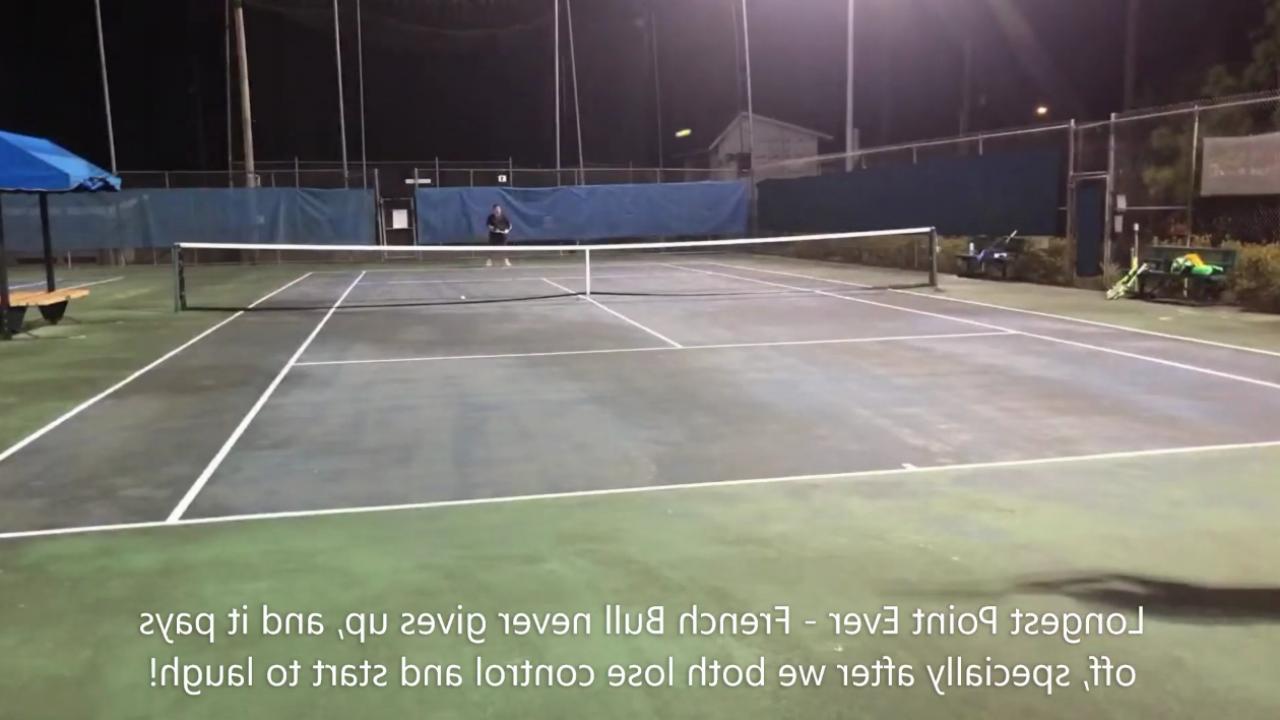 Longest Point Ever - French Bull never gives up, and it pays
off, specially after we both lose control and start to laugh!